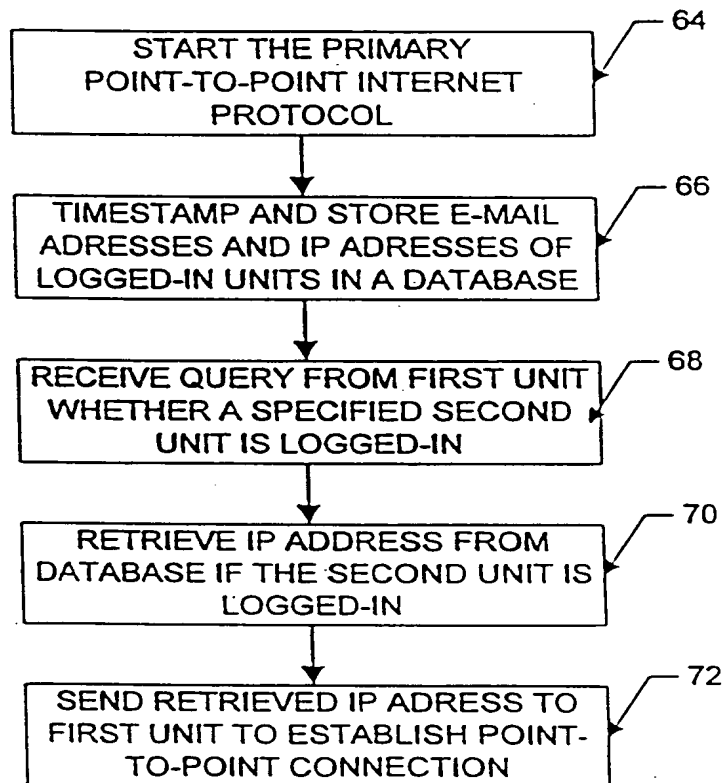 64
START THE PRIMARY
POINT-TO-POINT INTERNET
PROTOCOL
66
TIMESTAMP AND STORE E-MAIL
ADRESSES AND IP ADRESSES OF
LOGGED-IN UNITS IN A DATABASE
68
RECEIVE QUERY FROM FIRST UNIT
WHETHER A SPECIFIED SECOND
UNIT IS LOGGED-IN
70
RETRIEVE IP ADDRESS FROM
DATABASE IF THE SECOND UNIT IS
LOGGED-IN
72
SEND RETRIEVED IP ADRESS TO
FIRST UNIT TO ESTABLISH POINT-
TO-POINT CONNECTION